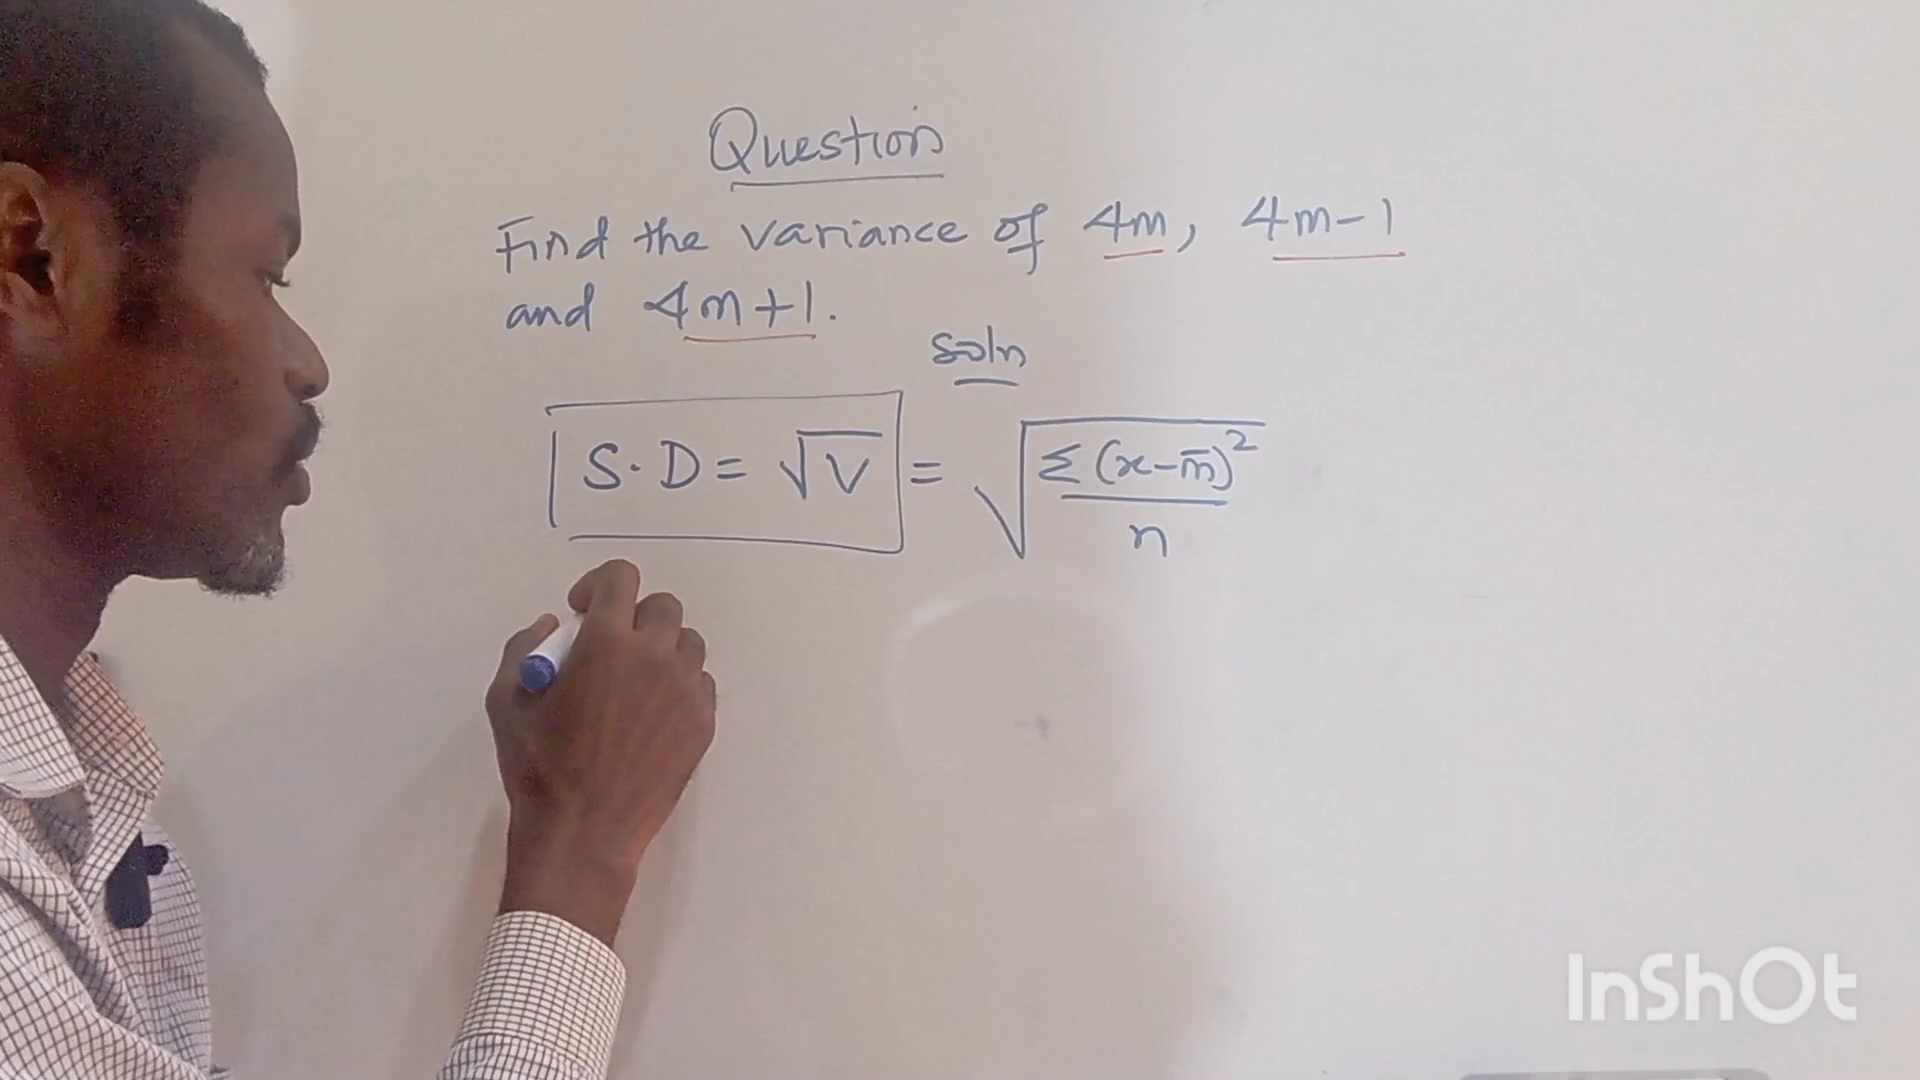 Question
Find the variance of 4m, 4m-1
and 4m+1.
soln
S.D = √V = √Σ(x-m̄)²/n
InShOt